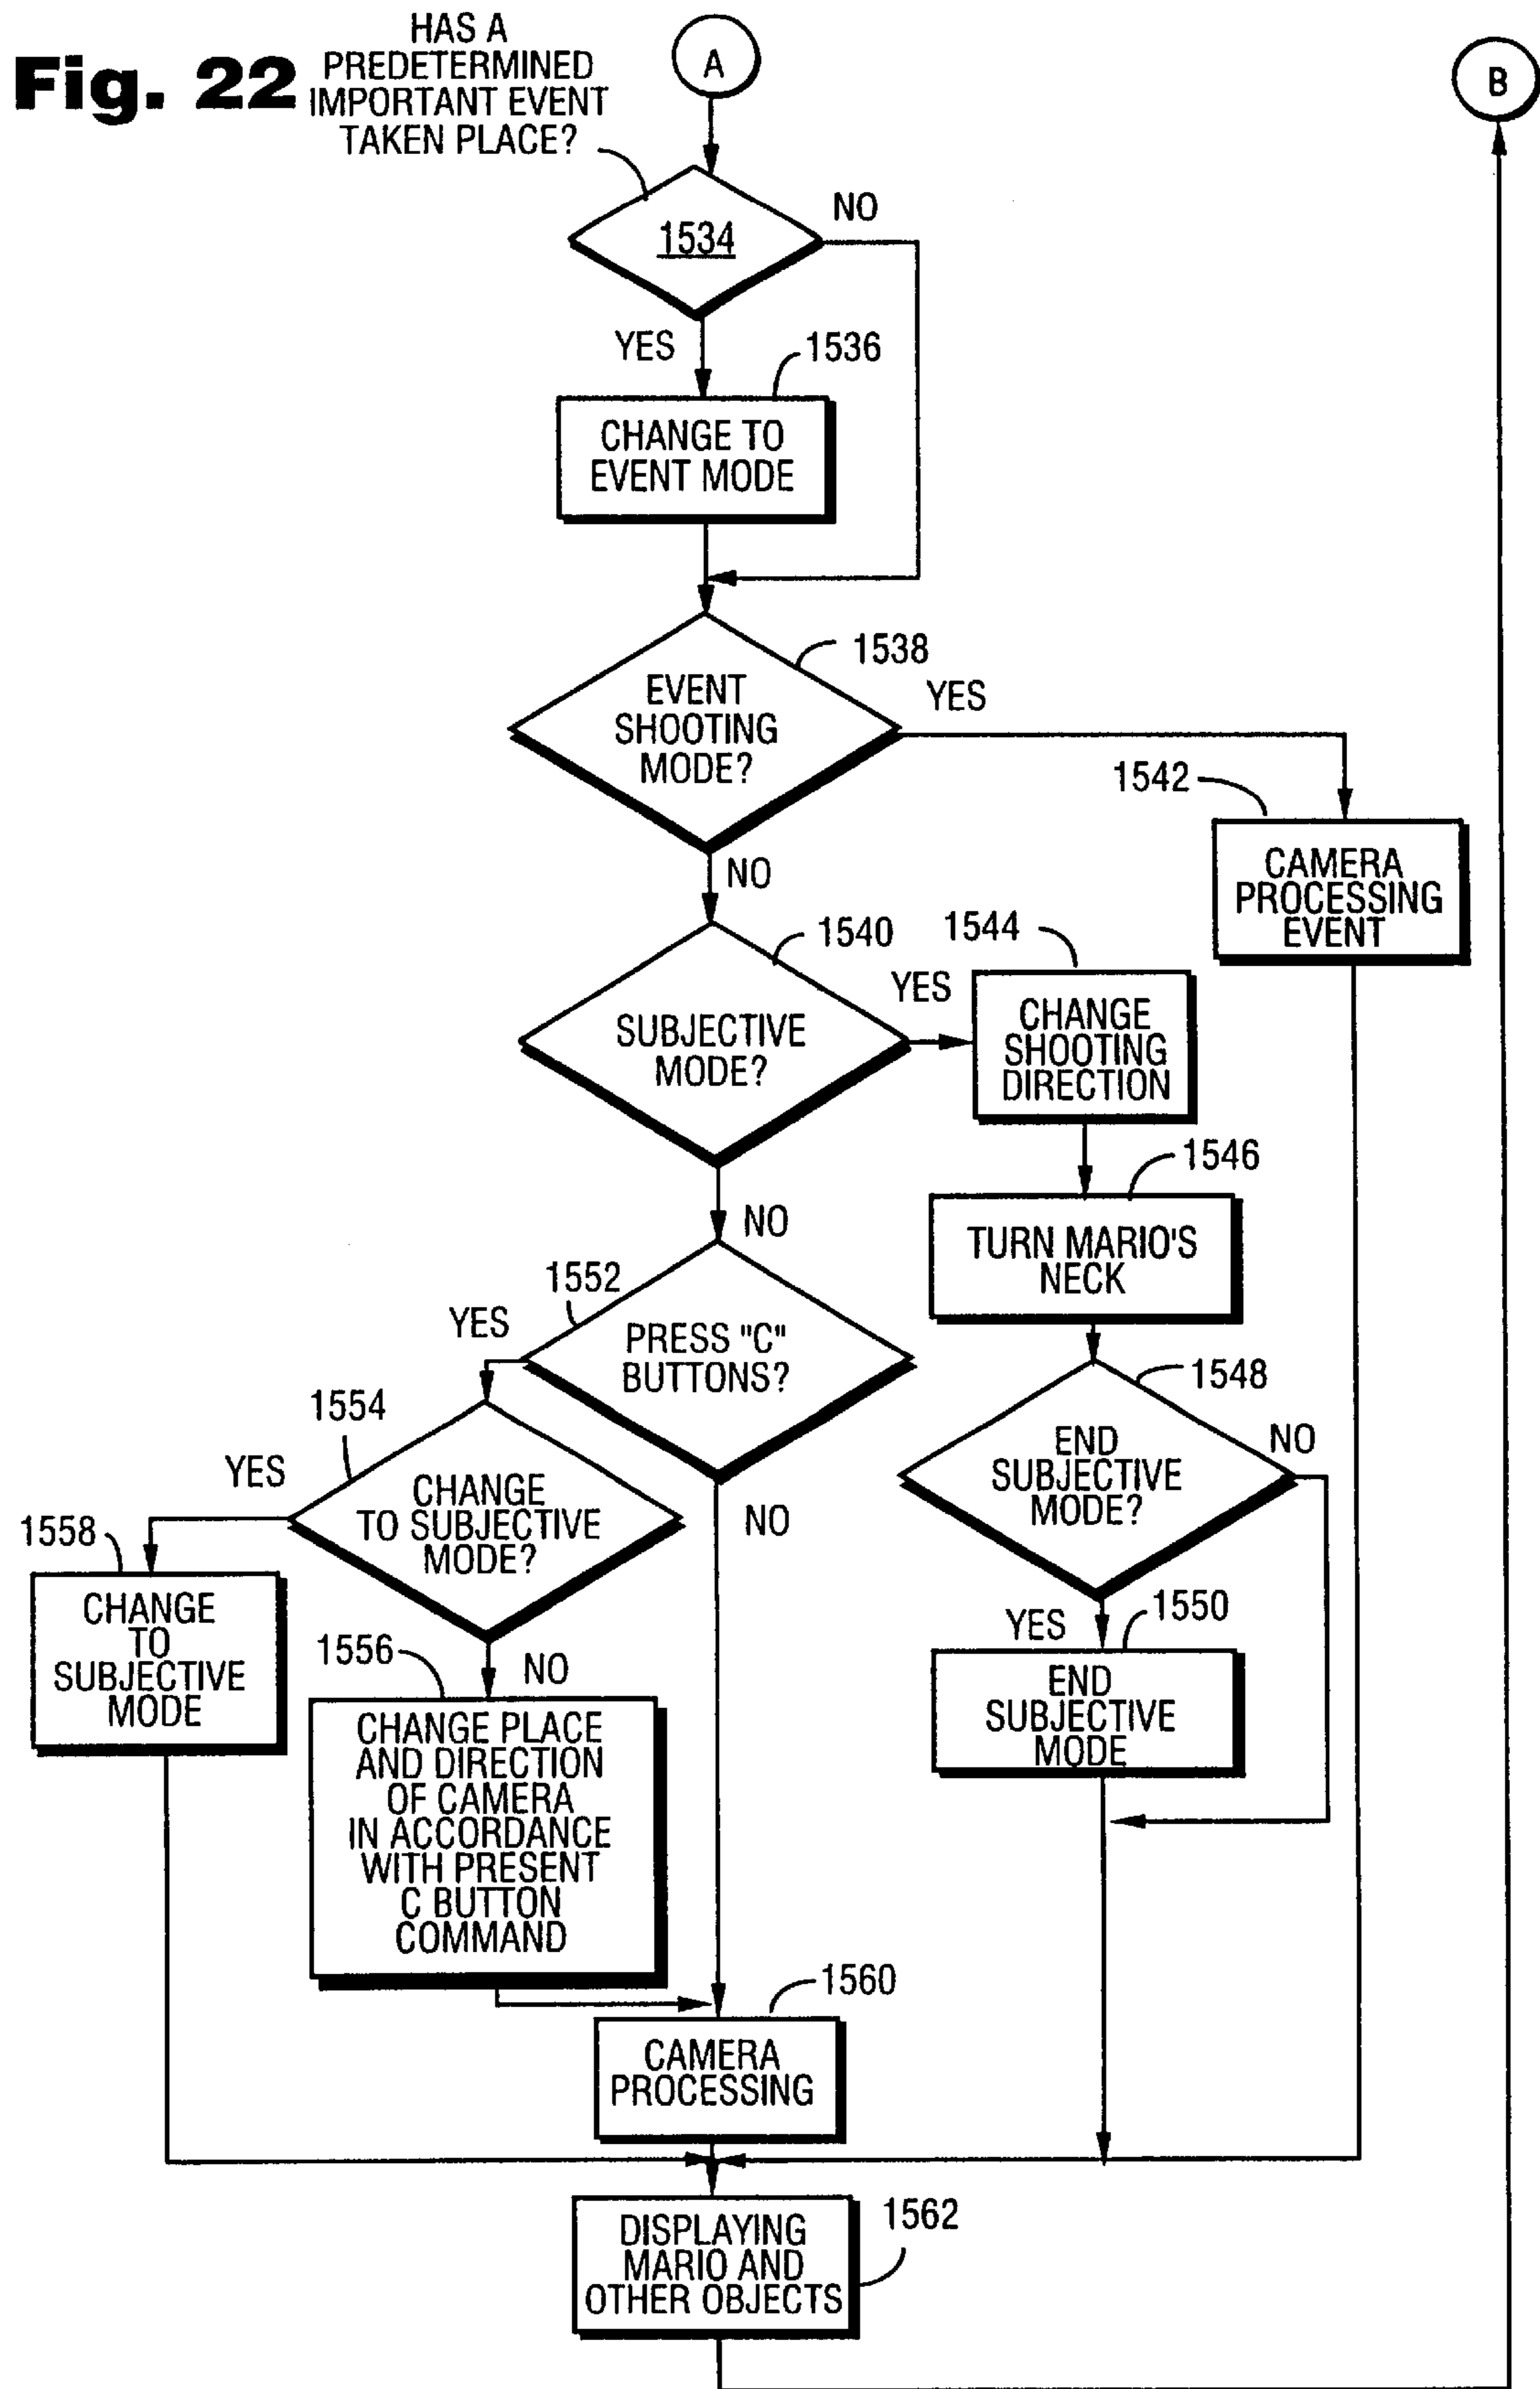 Fig. 22
HAS A
PREDETERMINED
IMPORTANT EVENT
TAKEN PLACE?
A
B
1534
NO
YES
1536
CHANGE TO
EVENT MODE
1538
EVENT
SHOOTING
MODE?
YES
1542
CAMERA
PROCESSING
EVENT
NO
1540
SUBJECTIVE
MODE?
YES
1544
CHANGE
SHOOTING
DIRECTION
1546
TURN MARIO'S
NECK
NO
1552
YES
PRESS "C"
BUTTONS?
NO
1548
END
SUBJECTIVE
MODE?
NO
1554
YES
CHANGE
TO SUBJECTIVE
MODE?
1558
CHANGE
TO
SUBJECTIVE
MODE
1556
NO
CHANGE PLACE
AND DIRECTION
OF CAMERA
IN ACCORDANCE
WITH PRESENT
C BUTTON
COMMAND
YES
1550
END
SUBJECTIVE
MODE
1560
CAMERA
PROCESSING
1562
DISPLAYING
MARIO AND
OTHER OBJECTS